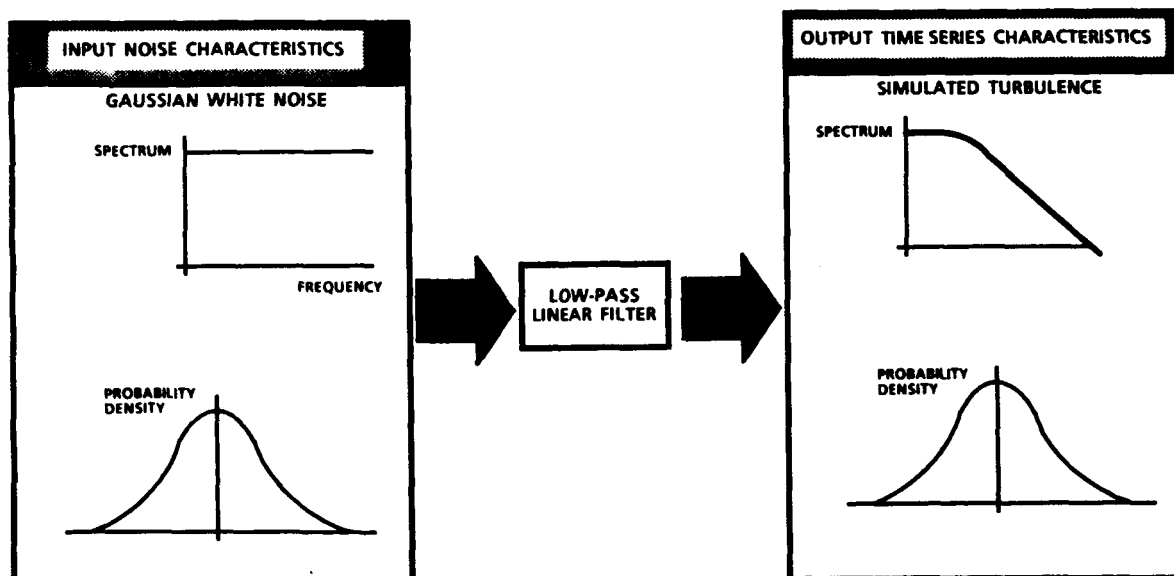 INPUT NOISE CHARACTERISTICS
GAUSSIAN WHITE NOISE
SPECTRUM
FREQUENCY
PROBABILITY
DENSITY
LOW-PASS
LINEAR FILTER
OUTPUT TIME SERIES CHARACTERISTICS
SIMULATED TURBULENCE
SPECTRUM
PROBABILITY
DENSITY